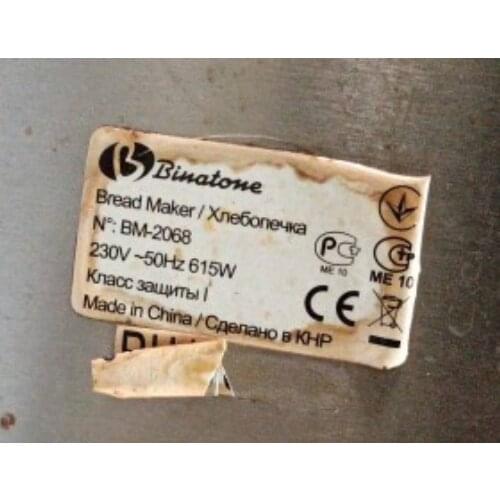 Binatone
Bread Maker / Хлебопечка
N°: BM-2068
230V ~50Hz 615W
Класс защиты I
Made in China / Сделано в КНР
ME 10
ME 10
CE